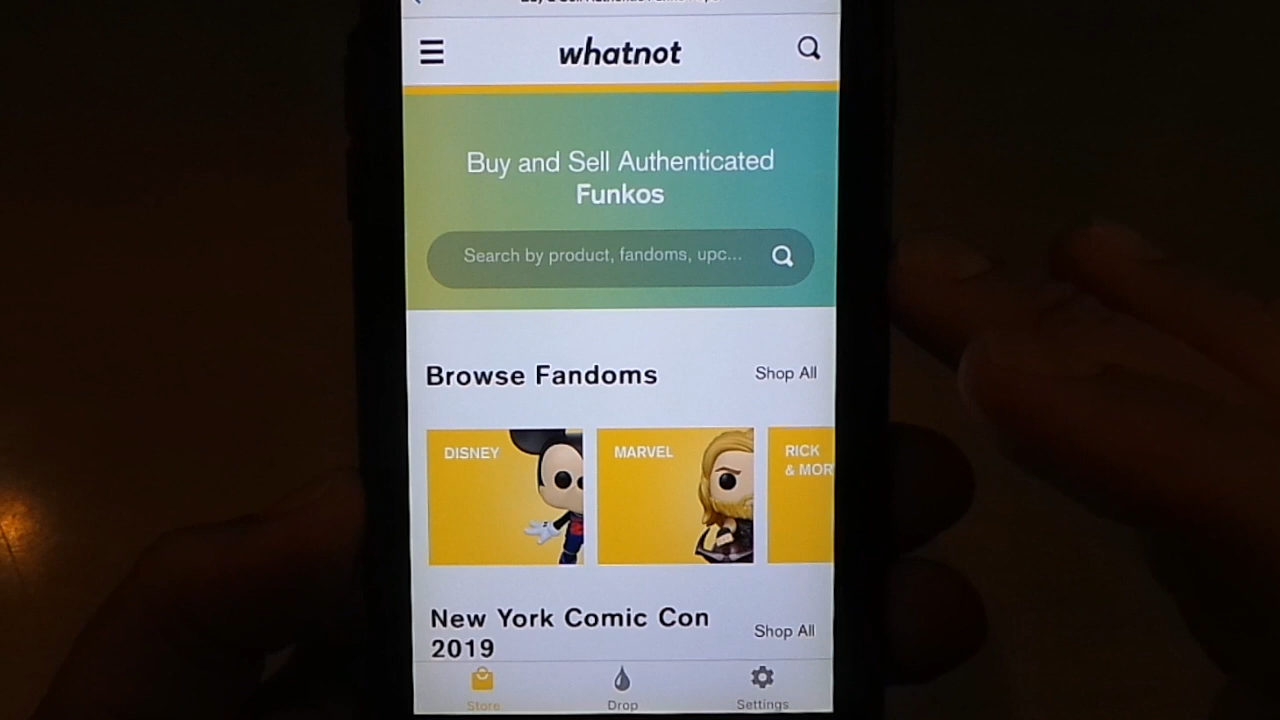 whatnot
Buy and Sell Authenticated
Funkos
Search by product, fandoms, upc...
Browse Fandoms
Shop All
DISNEY
MARVEL
RICK
& MOR
New York Comic Con
2019
Shop All
Store
Drop
Settings